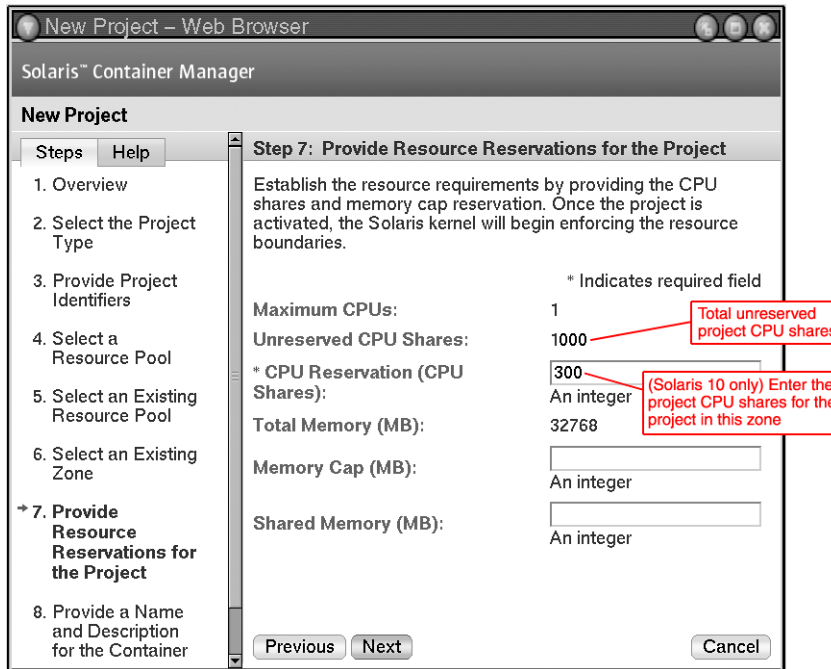 New Project – Web Browser
Solaris™ Container Manager
New Project
Steps
Help
1. Overview
2. Select the Project
Type
3. Provide Project
Identifiers
4. Select a
Resource Pool
5. Select an Existing
Resource Pool
6. Select an Existing
Zone
7. Provide
Resource
Reservations for
the Project
8. Provide a Name
and Description
for the Container
Step 7: Provide Resource Reservations for the Project
Establish the resource requirements by providing the CPU
shares and memory cap reservation. Once the project is
activated, the Solaris kernel will begin enforcing the resource
boundaries.
* Indicates required field
Maximum CPUs: 1
Unreserved CPU Shares: 1000
Total unreserved
project CPU shares
* CPU Reservation (CPU
Shares):
300
An integer
(Solaris 10 only) Enter the
project CPU shares for the
project in this zone
Total Memory (MB): 32768
Memory Cap (MB):
An integer
Shared Memory (MB):
An integer
Previous
Next
Cancel